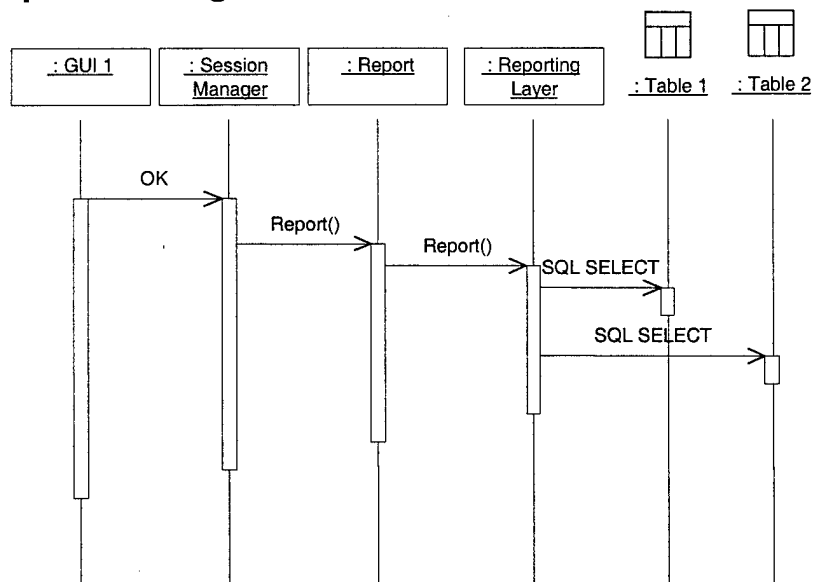 : GUI 1
: Session
Manager
: Report
: Reporting
Layer
: Table 1
: Table 2
OK
Report()
Report()
SQL SELECT
SQL SELECT